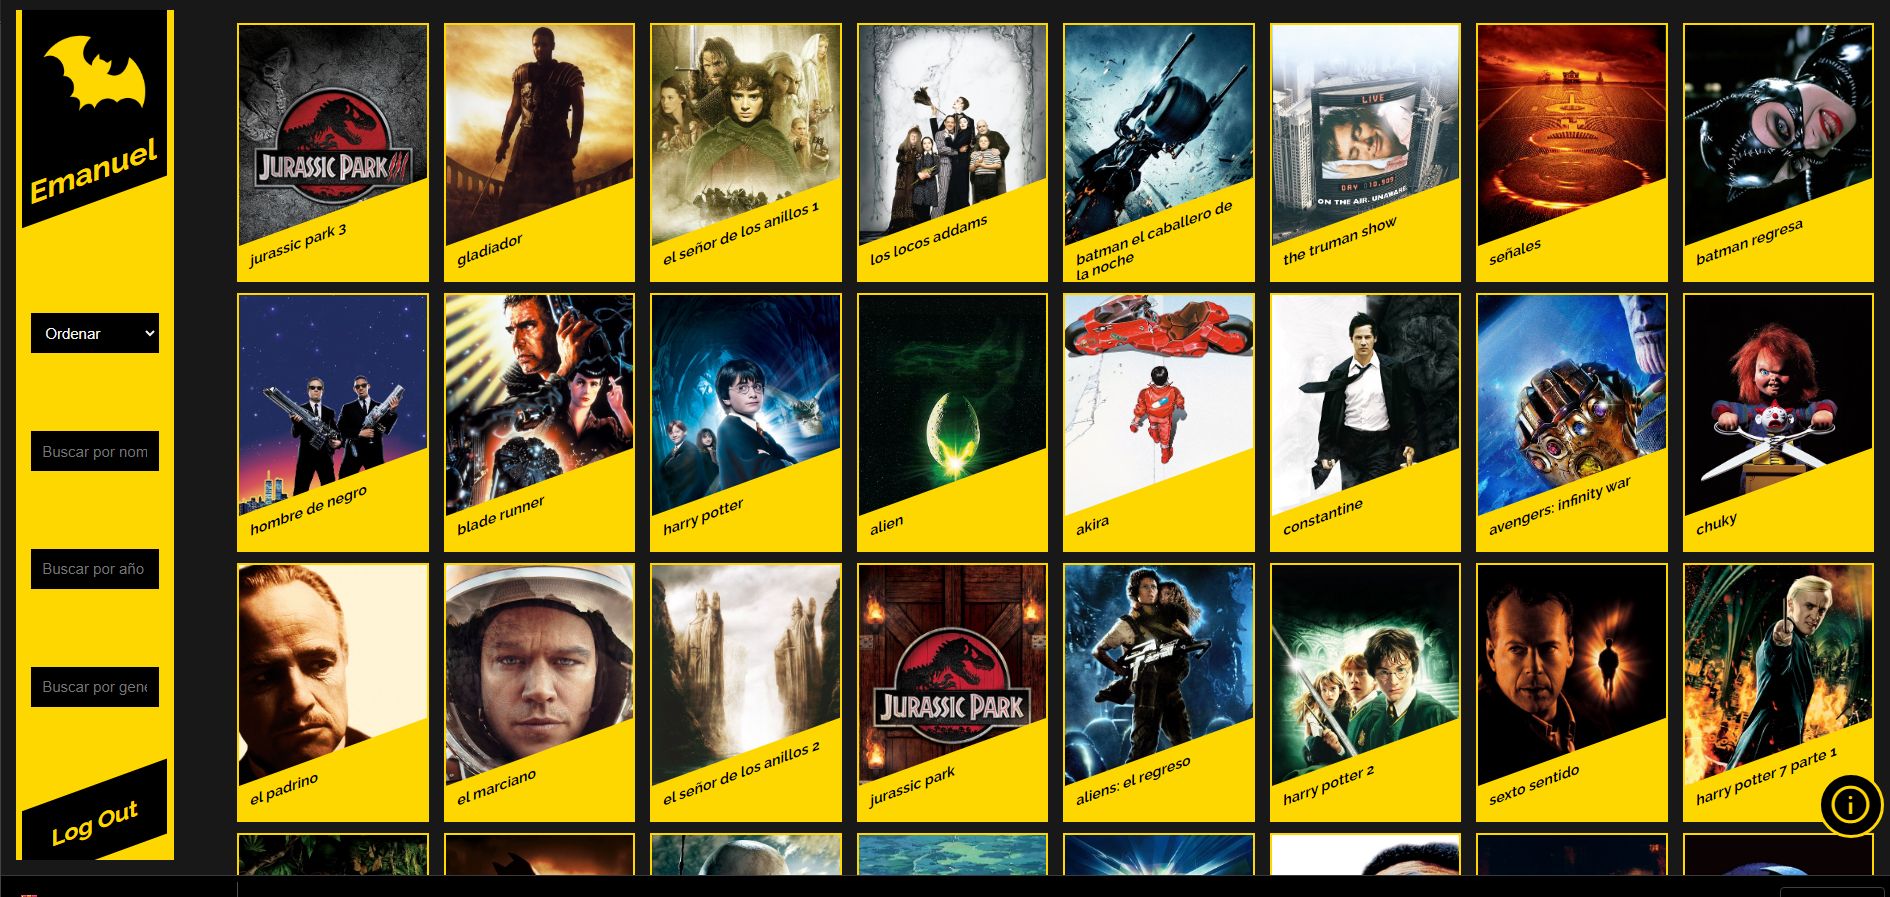 Emanuel
Ordenar
Buscar por nom
Buscar por año
Buscar por gene
Log Out
JURASSIC PARK III
jurassic park 3
gladiador
el señor de los anillos 1
los locos addams
batman el caballero de
la noche
LIVE
DAY 10,909
ON THE AIR. UNAWARE.
the truman show
señales
batman regresa
hombre de negro
blade runner
harry potter
alien
akira
constantine
avengers: infinity war
chuky
el padrino
el marciano
el señor de los anillos 2
JURASSIC PARK
jurassic park
aliens: el regreso
harry potter 2
sexto sentido
harry potter 7 parte 1
i